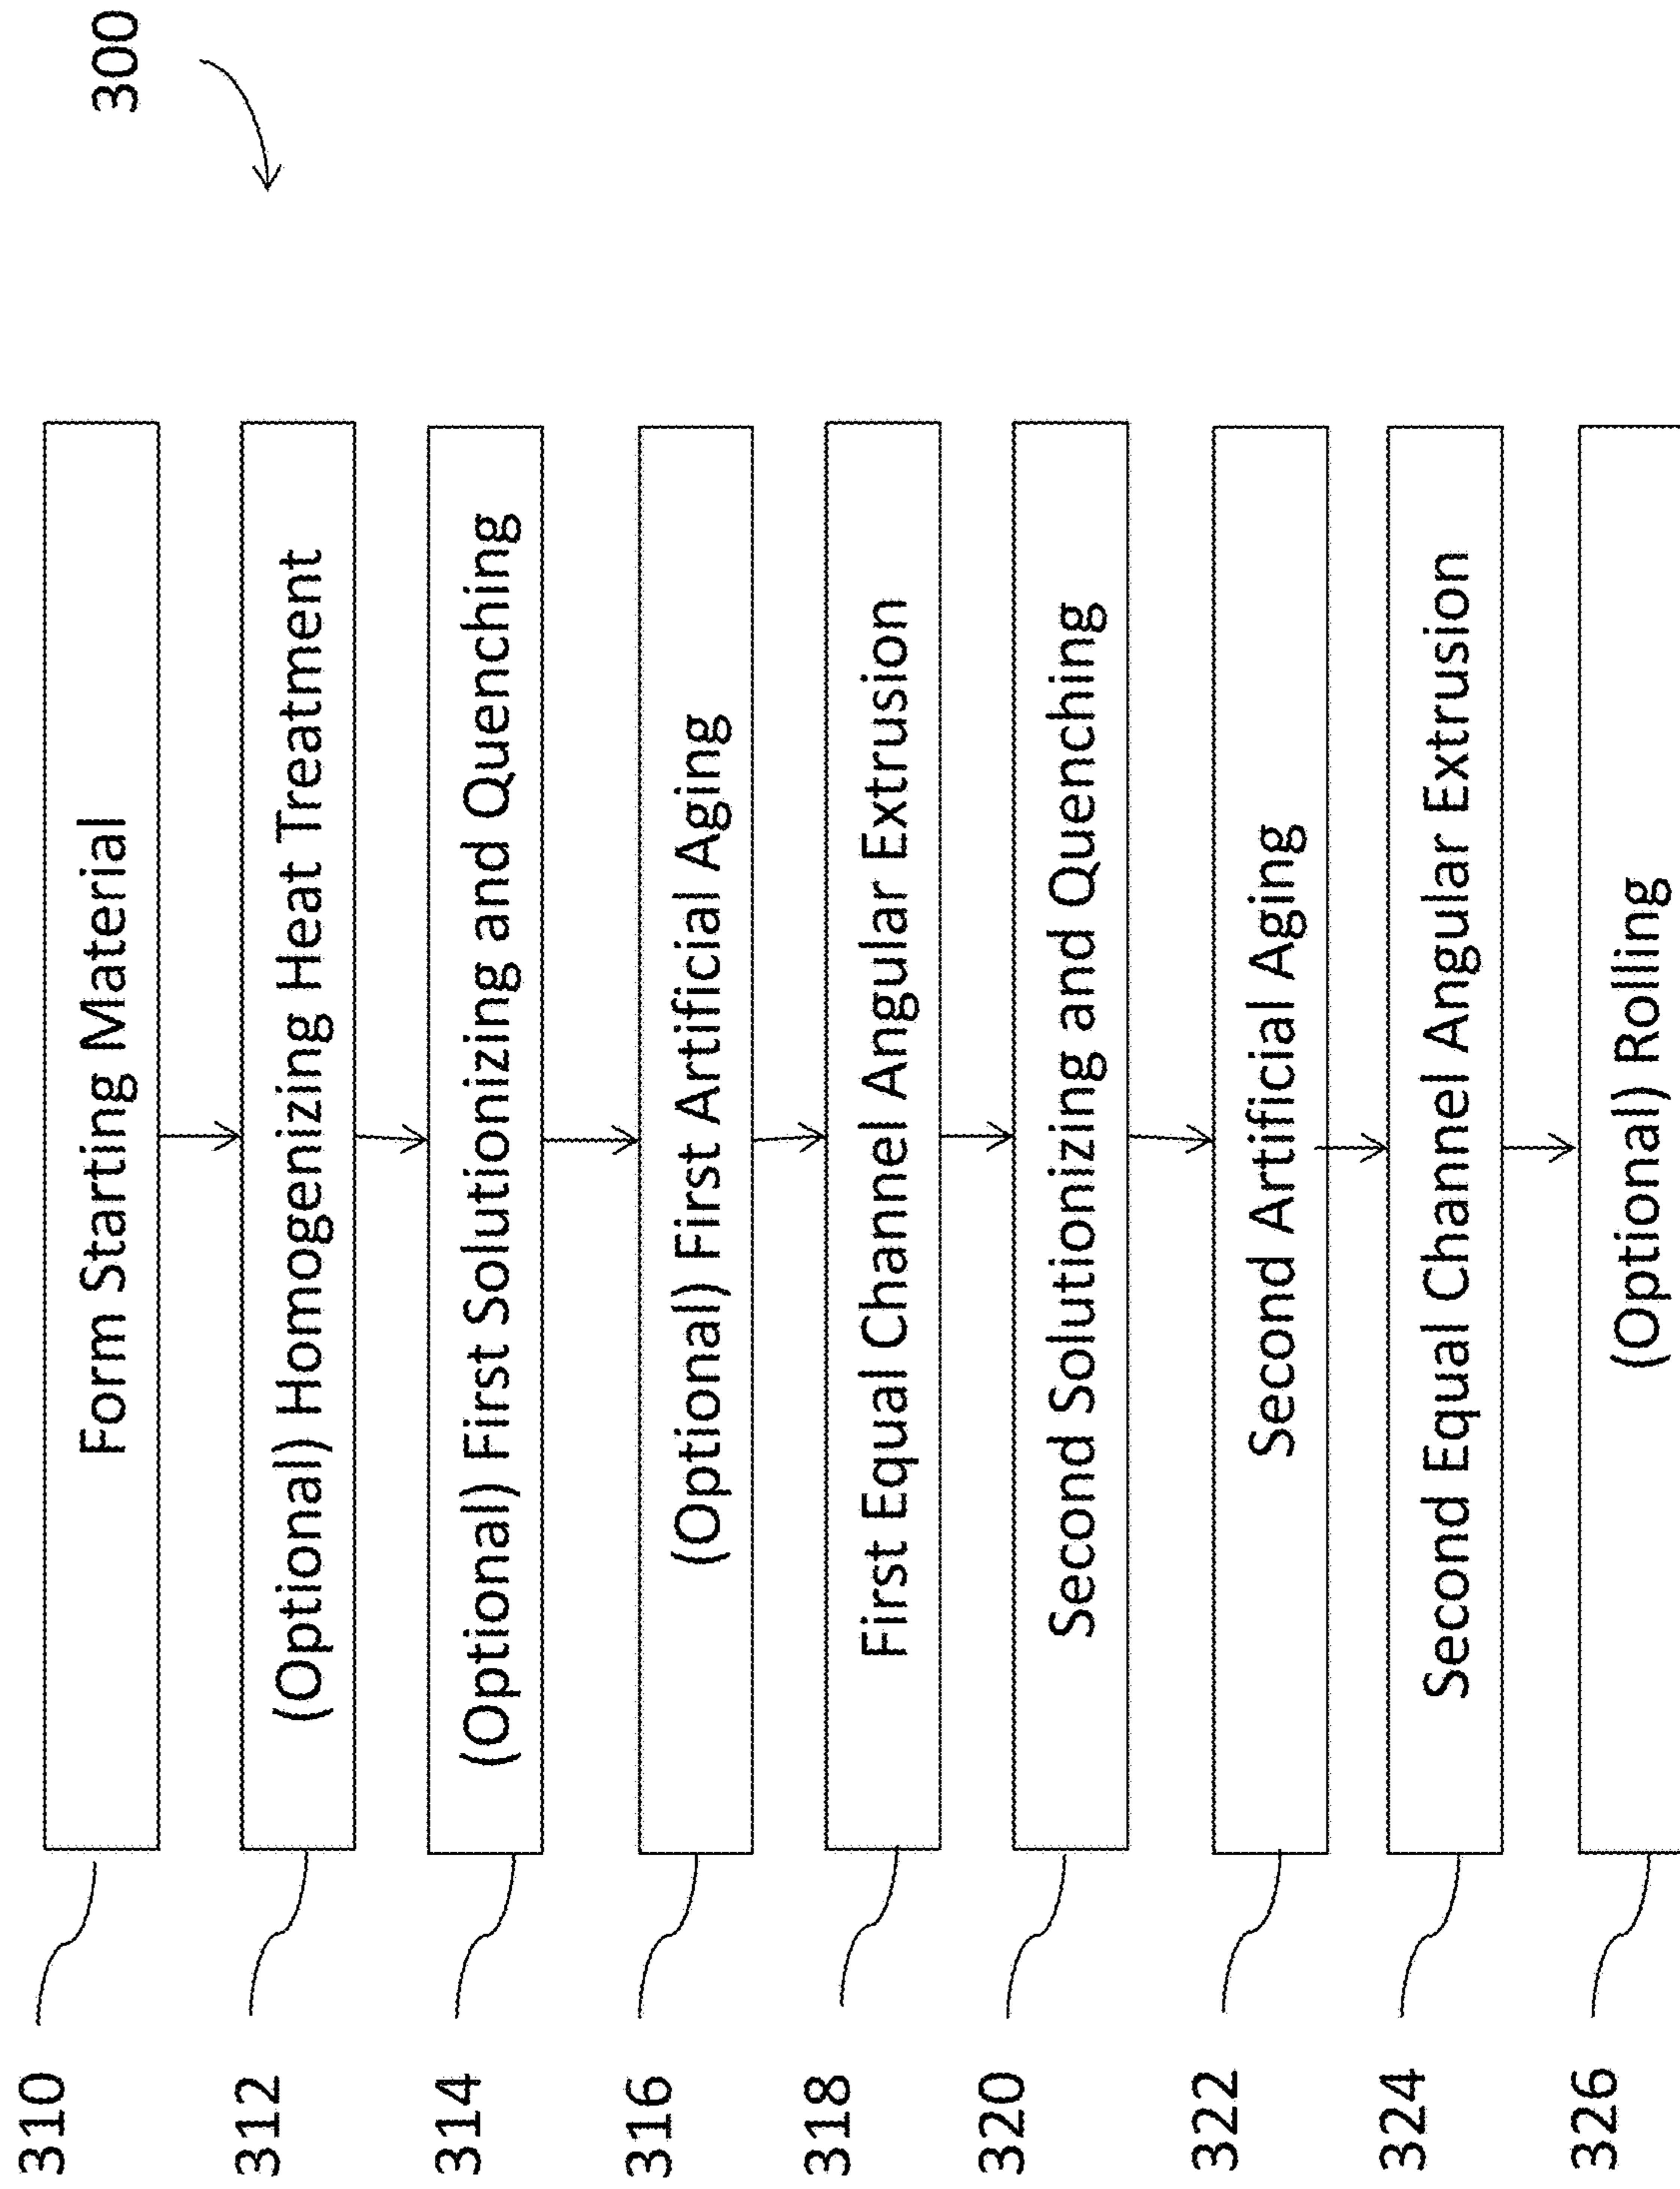 300
310
Form Starting Material
312
(Optional) Homogenizing Heat Treatment
314
(Optional) First Solutionizing and Quenching
316
(Optional) First Artificial Aging
318
First Equal Channel Angular Extrusion
320
Second Solutionizing and Quenching
322
Second Artificial Aging
324
Second Equal Channel Angular Extrusion
326
(Optional) Rolling